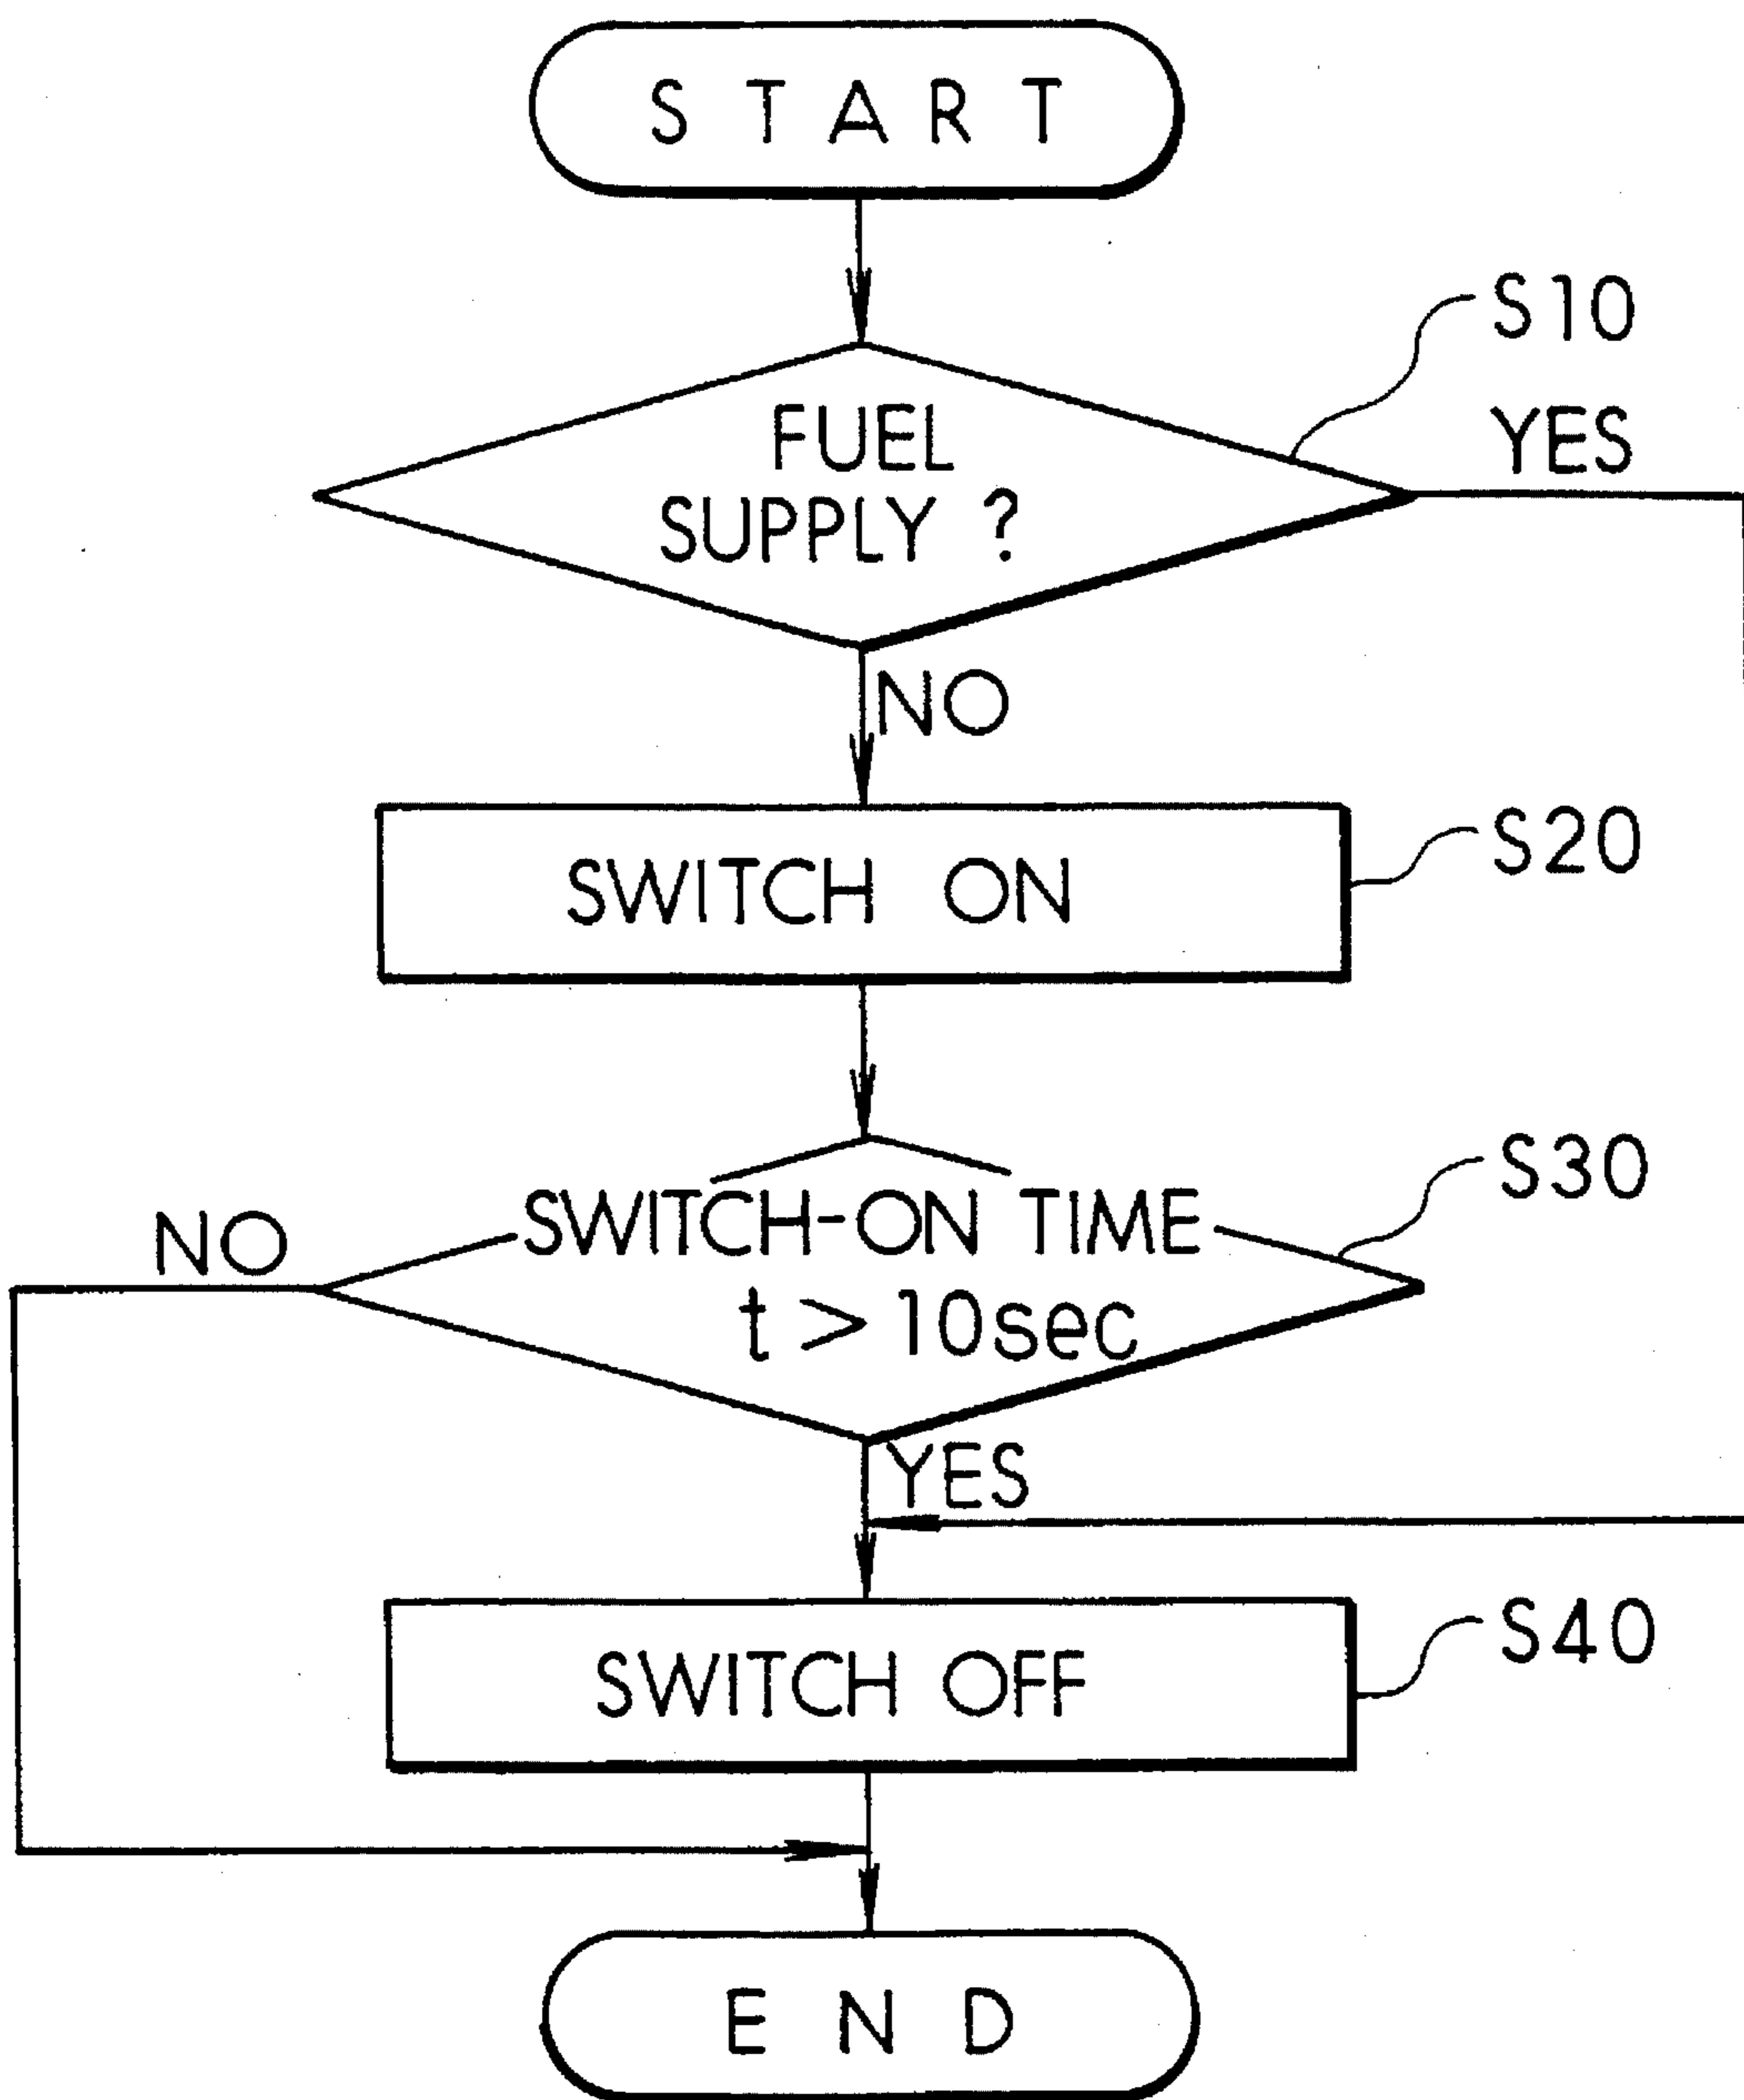 START
S10
FUEL
YES
SUPPLY ?
NO
SWITCH ON
S20
S30
SWITCH-ON TIME
NO
t > 10sec
YES
SWITCH OFF
S40
END